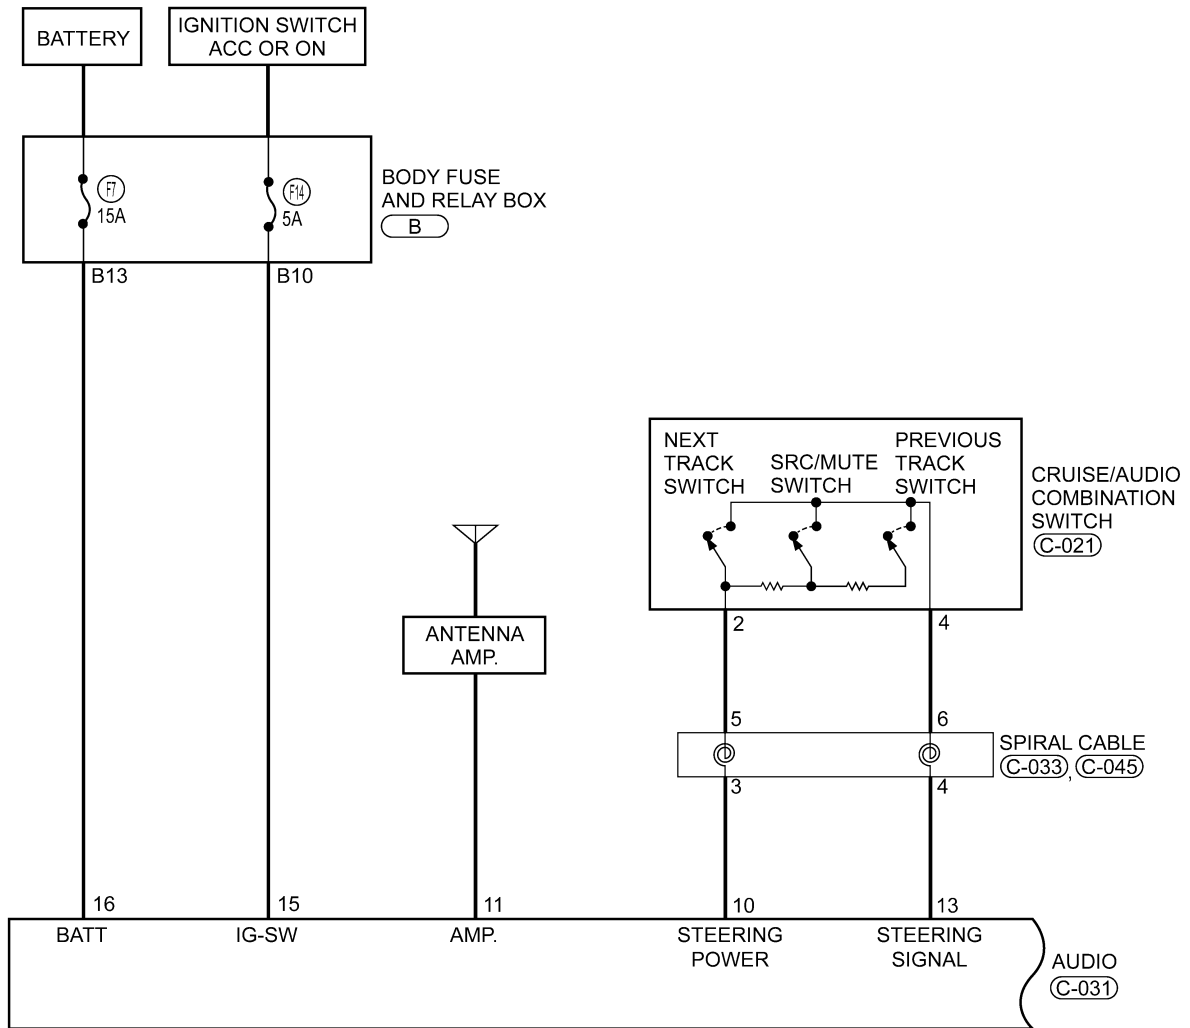 BATTERY
IGNITION SWITCH
ACC OR ON
F7
15A
F14
5A
BODY FUSE
AND RELAY BOX
B
B13
B10
NEXT
TRACK
SWITCH
SRC/MUTE
SWITCH
PREVIOUS
TRACK
SWITCH
CRUISE/AUDIO
COMBINATION
SWITCH
C-021
2
4
ANTENNA
AMP.
5
6
SPIRAL CABLE
C-033, C-045
3
4
16
15
11
10
13
BATT
IG-SW
AMP.
STEERING
POWER
STEERING
SIGNAL
AUDIO
C-031